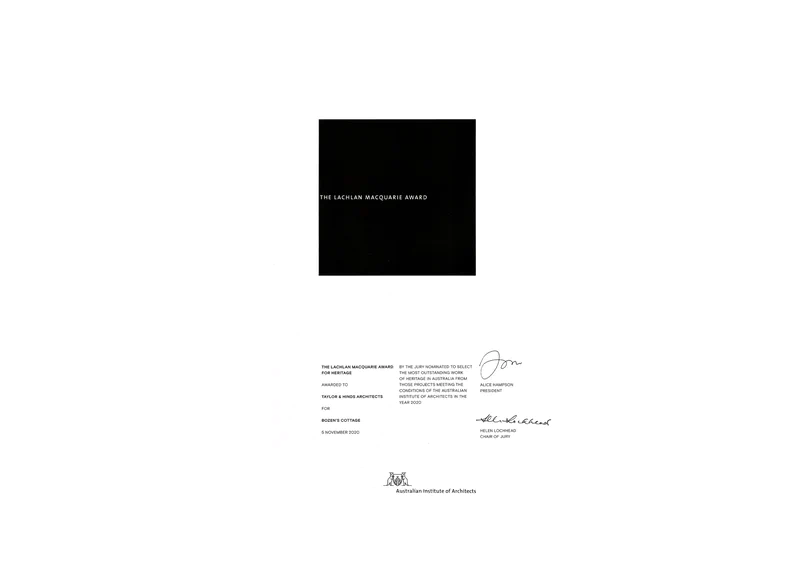 THE LACHLAN MACQUARIE AWARD
THE LACHLAN MACQUARIE AWARD
FOR HERITAGE
AWARDED TO
TAYLOR & HINDS ARCHITECTS
FOR
BOZEN'S COTTAGE
5 NOVEMBER 2020
BY THE JURY NOMINATED TO SELECT
THE MOST OUTSTANDING WORK
OF HERITAGE IN AUSTRALIA FROM
THOSE PROJECTS MEETING THE
CONDITIONS OF THE AUSTRALIAN
INSTITUTE OF ARCHITECTS IN THE
YEAR 2020
ALICE HAMPSON
PRESIDENT
Helen Lochhead
HELEN LOCHHEAD
CHAIR OF JURY
Australian Institute of Architects